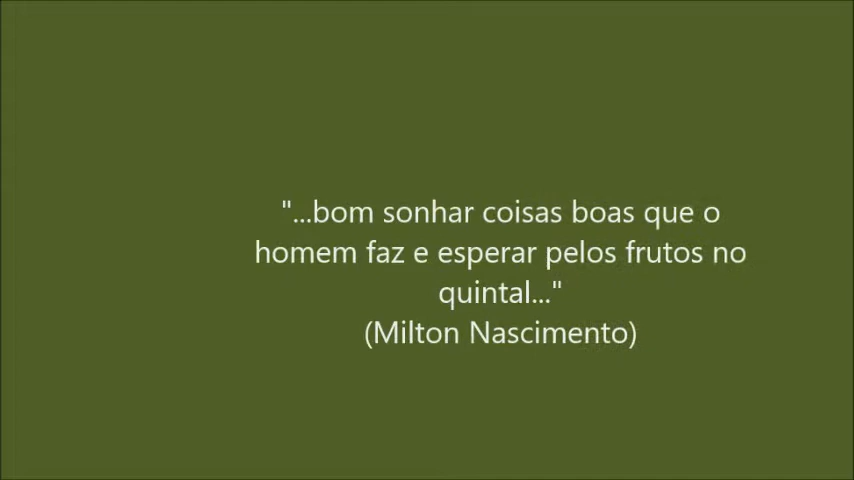 "...bom sonhar coisas boas que o
homem faz e esperar pelos frutos no
quintal..."
(Milton Nascimento)